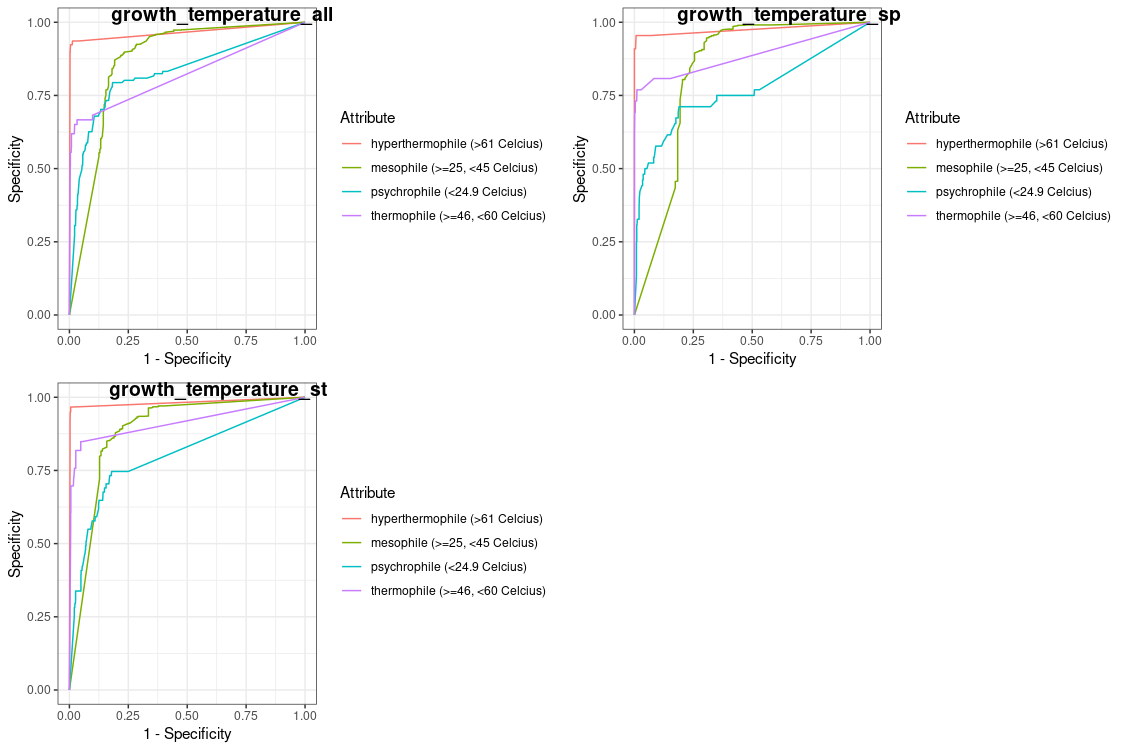 growth_temperature_all
1.00
0.75
0.50
0.25
0.00
Specificity
0.00 0.25 0.50 0.75 1.00
1 - Specificity
Attribute
hyperthermophile (>61 Celcius)
mesophile (>=25, <45 Celcius)
psychrophile (<24.9 Celcius)
thermophile (>=46, <60 Celcius)
growth_temperature_sp
1.00
0.75
0.50
0.25
0.00
Specificity
0.00 0.25 0.50 0.75 1.00
1 - Specificity
Attribute
hyperthermophile (>61 Celcius)
mesophile (>=25, <45 Celcius)
psychrophile (<24.9 Celcius)
thermophile (>=46, <60 Celcius)
growth_temperature_st
1.00
0.75
0.50
0.25
0.00
Specificity
0.00 0.25 0.50 0.75 1.00
1 - Specificity
Attribute
hyperthermophile (>61 Celcius)
mesophile (>=25, <45 Celcius)
psychrophile (<24.9 Celcius)
thermophile (>=46, <60 Celcius)